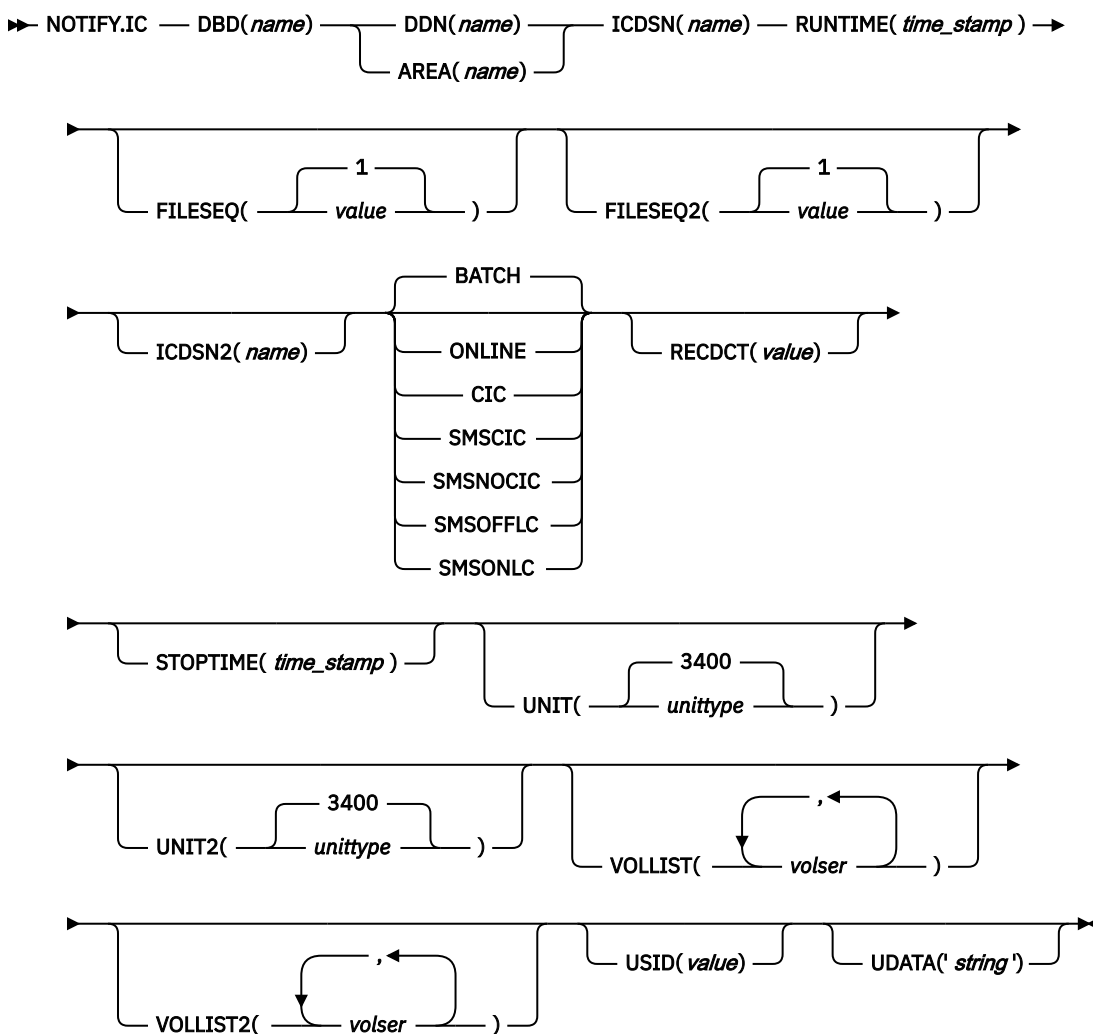 NOTIFY.IC DBD(name) DDN(name) ICDSN(name) RUNTIME( time_stamp )
AREA( name)
1 1
FILESEQ( value ) FILESEQ2( value )
BATCH
ICDSN2( name) ONLINE RECDCT( value)
CIC
SMSCIC
SMSNOCIC
SMSOFFLC
SMSONLC
STOPTIME( time_stamp ) 3400
UNIT( unittype )
3400 ,
UNIT2( unittype ) VOLLIST( volser )
, USID( value) UDATA(' string ')
VOLLIST2( volser )